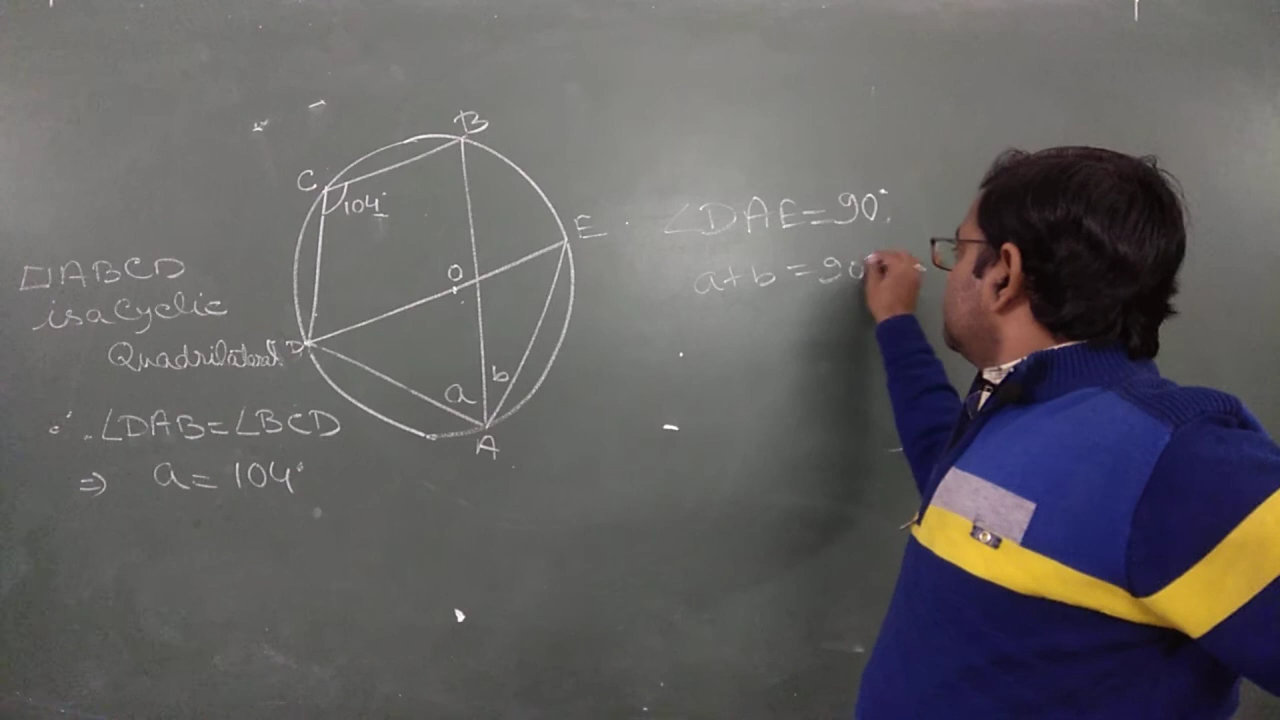 B
C
104°
E
∠DAE=90°.
□ABCD
is a Cyclic
Quadrilateral
O
a+b=90
D
a
b
∴ ∠DAB=∠BCD
A
⇒ a=104°